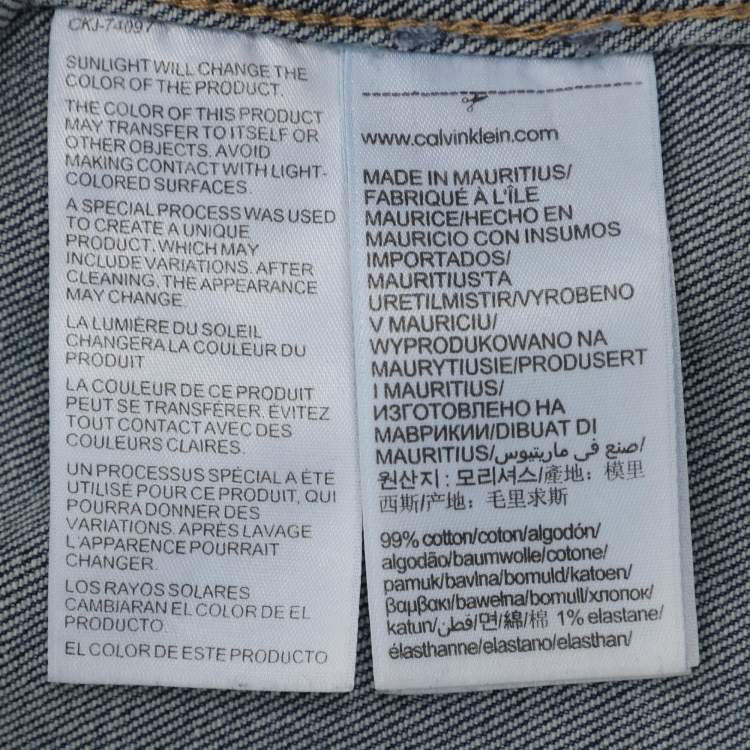 CKJ-74097
SUNLIGHT WILL CHANGE THE
COLOR OF THE PRODUCT.
THE COLOR OF THIS PRODUCT
MAY TRANSFER TO ITSELF OR
OTHER OBJECTS. AVOID
MAKING CONTACT WITH LIGHT-
COLORED SURFACES.
A SPECIAL PROCESS WAS USED
TO CREATE A UNIQUE
PRODUCT. WHICH MAY
INCLUDE VARIATIONS. AFTER
CLEANING, THE APPEARANCE
MAY CHANGE.
LA LUMIÈRE DU SOLEIL
CHANGERA LA COULEUR DU
PRODUIT
LA COULEUR DE CE PRODUIT
PEUT SE TRANSFÉRER. ÉVITEZ
TOUT CONTACT AVEC DES
COULEURS CLAIRES.
UN PROCESSUS SPÉCIAL A ÉTÉ
UTILISÉ POUR CE PRODUIT, QUI
POURRA DONNER DES
VARIATIONS. APRÈS LAVAGE
L'APPARENCE POURRAIT
CHANGER.
LOS RAYOS SOLARES
CAMBIARAN EL COLOR DE EL
PRODUCTO.
EL COLOR DE ESTE PRODUCTO
www.calvinklein.com
MADE IN MAURITIUS/
FABRIQUÉ À L'ÎLE
MAURICE/HECHO EN
MAURICIO CON INSUMOS
IMPORTADOS/
MAURITIUS'TA
URETILMISTIR/VYROBENO
V MAURICIU/
WYPRODUKOWANO NA
MAURYTIUSIE/PRODUSERT
I MAURITIUS/
ИЗГОТОВЛЕНО НА
МАВРИКИИ/DIBUAT DI
MAURITIUS/صنع في ماريتيوس/
원산지 : 모리셔스/產地：模里
西斯/产地：毛里求斯
99% cotton/coton/algodón/
algodão/baumwolle/cotone/
pamuk/bavlna/bomuld/katoen/
βαμβακι/bawełna/bomull/хлопок/
katun/قطن/면/綿/棉 1% elastane/
élasthanne/elastano/elasthan/